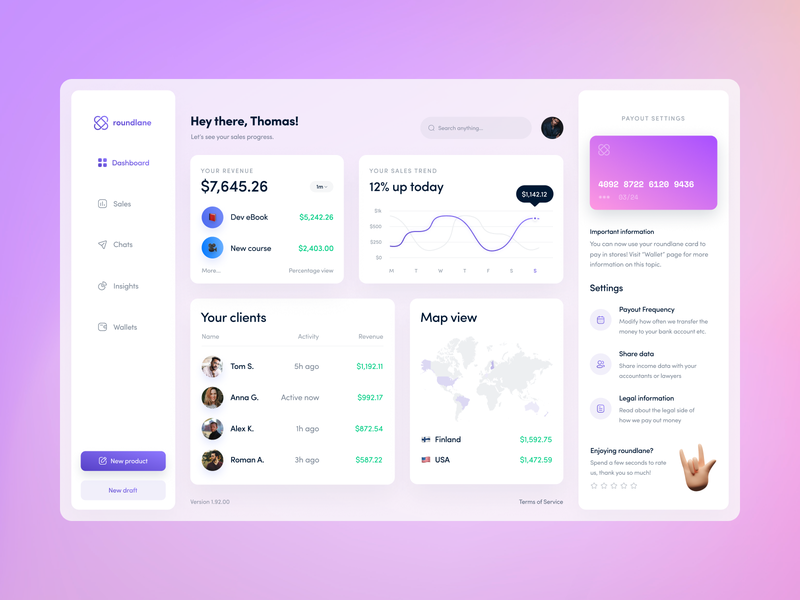 roundlane
Dashboard
Sales
Chats
Insights
Wallets
New product
New draft
Hey there, Thomas!
Let's see your sales progress.
Search anything...
YOUR REVENUE
$7,645.26
1m
Dev eBook $5,242.26
New course $2,403.00
More... Percentage view
YOUR SALES TREND
12% up today
$1,142.12
$1k
$800
$350
$0
M T W T F S S
Your clients
Name Activity Revenue
Tom S. 5h ago $1,192.11
Anna G. Active now $992.17
Alex K. 1h ago $872.54
Roman A. 3h ago $587.22
Map view
Finland $1,592.75
USA $1,472.59
Version 1.92.00
Terms of Service
PAYOUT SETTINGS
4092 8722 6120 9436
*** 03/24
Important information
You can now use your roundlane card to
pay in stores! Visit "Wallet" page for more
information on this topic.
Settings
Payout Frequency
Modify how often we transfer the
money to your bank account etc.
Share data
Share income data with your
accountants or lawyers
Legal information
Read about the legal side of
how we pay out money
Enjoying roundlane?
Spend a few seconds to rate
us, thank you so much!